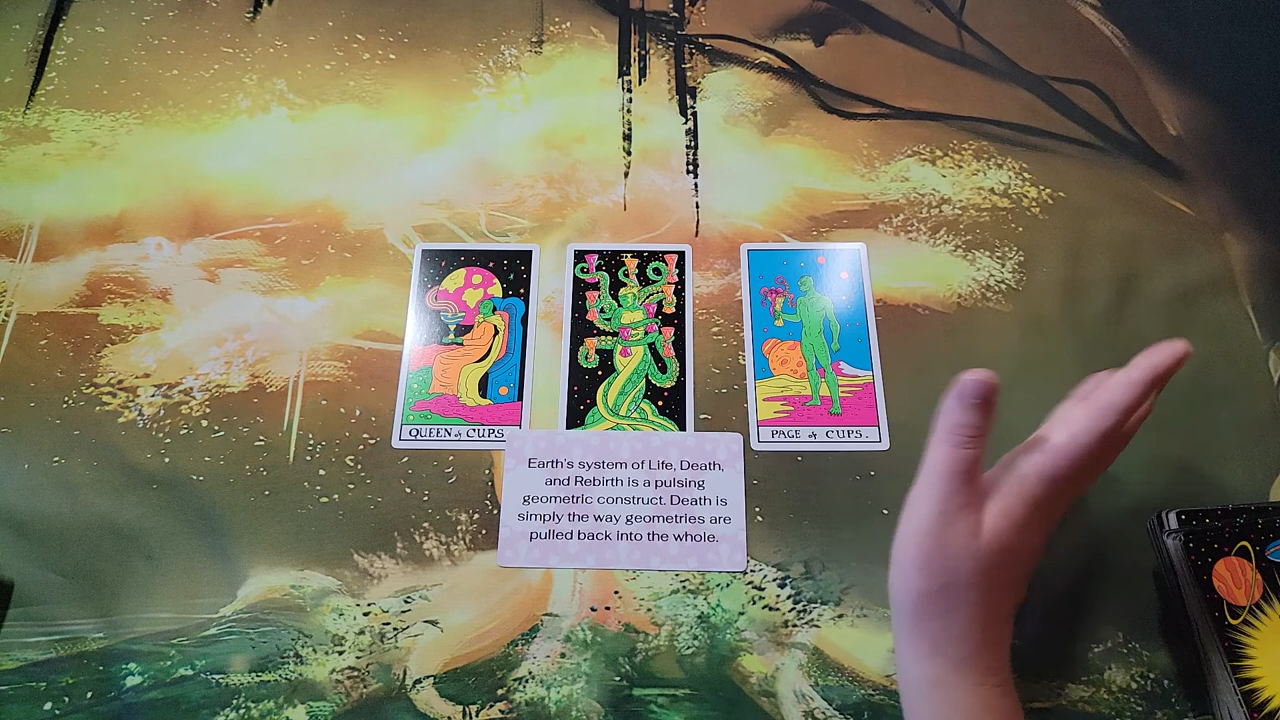 IX
QUEEN of CUPS
PAGE of CUPS.
Earth's system of Life, Death,
and Rebirth is a pulsing
geometric construct. Death is
simply the way geometries are
pulled back into the whole.